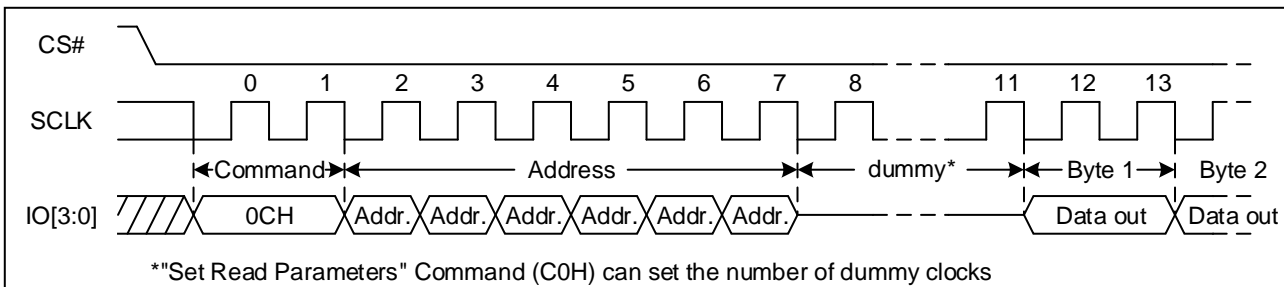 CS#
0 1 2 3 4 5 6 7 8 11 12 13
SCLK
Command Address dummy* Byte 1 Byte 2
IO[3:0] 0CH Addr. Addr. Addr. Addr. Addr. Addr. Data out Data out
*"Set Read Parameters" Command (C0H) can set the number of dummy clocks